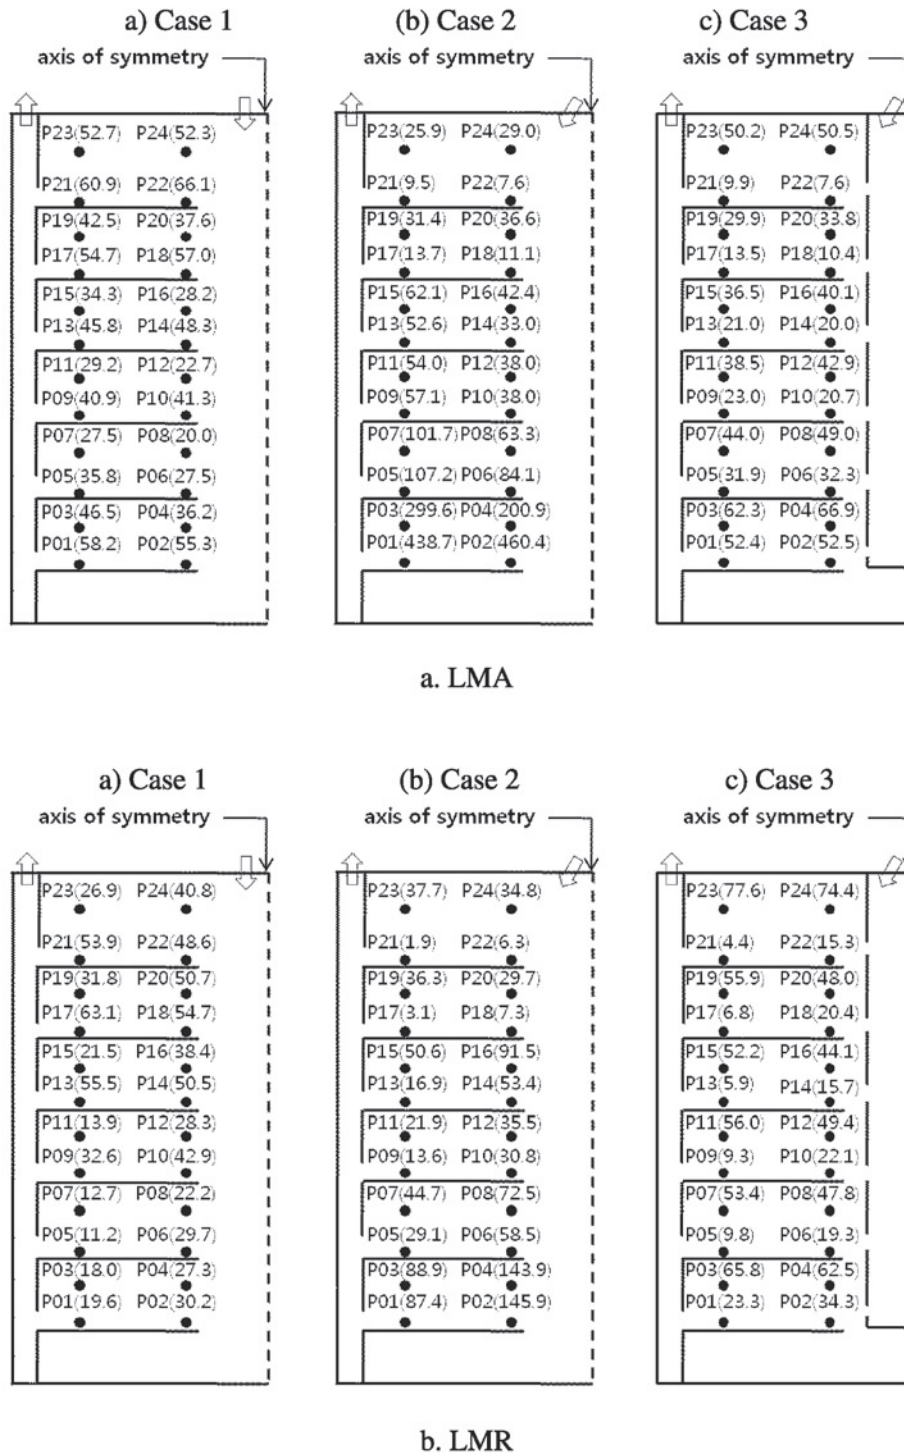 a) Case 1 (b) Case 2 c) Case 3
axis of symmetry axis of symmetry axis of symmetry
P23(52.7) P24(52.3) P23(25.9) P24(29.0) P23(50.2) P24(50.5)
P21(60.9) P22(66.1) P21(9.5) P22(7.6) P21(9.9) P22(7.6)
P19(42.5) P20(37.6) P19(31.4) P20(36.6) P19(29.9) P20(33.8)
P17(54.7) P18(57.0) P17(13.7) P18(11.1) P17(13.5) P18(10.4)
P15(34.3) P16(28.2) P15(62.1) P16(42.4) P15(36.5) P16(40.1)
P13(45.8) P14(48.3) P13(52.6) P14(33.0) P13(21.0) P14(20.0)
P11(29.2) P12(22.7) P11(54.0) P12(38.0) P11(38.5) P12(42.9)
P09(40.9) P10(41.3) P09(57.1) P10(38.0) P09(23.0) P10(20.7)
P07(27.5) P08(20.0) P07(101.7) P08(63.3) P07(44.0) P08(49.0)
P05(35.8) P06(27.5) P05(107.2) P06(84.1) P05(31.9) P06(32.3)
P03(46.5) P04(36.2) P03(299.6) P04(200.9) P03(62.3) P04(66.9)
P01(58.2) P02(55.3) P01(438.7) P02(460.4) P01(52.4) P02(52.5)
a. LMA
a) Case 1 (b) Case 2 c) Case 3
axis of symmetry axis of symmetry axis of symmetry
P23(26.9) P24(40.8) P23(37.7) P24(34.8) P23(77.6) P24(74.4)
P21(53.9) P22(48.6) P21(1.9) P22(6.3) P21(4.4) P22(15.3)
P19(31.8) P20(50.7) P19(36.3) P20(29.7) P19(55.9) P20(48.0)
P17(63.1) P18(54.7) P17(3.1) P18(7.3) P17(6.8) P18(20.4)
P15(21.5) P16(38.4) P15(50.6) P16(91.5) P15(52.2) P16(44.1)
P13(55.5) P14(50.5) P13(16.9) P14(53.4) P13(5.9) P14(15.7)
P11(13.9) P12(28.3) P11(21.9) P12(35.5) P11(56.0) P12(49.4)
P09(32.6) P10(42.9) P09(13.6) P10(30.8) P09(9.3) P10(22.1)
P07(12.7) P08(22.2) P07(44.7) P08(72.5) P07(53.4) P08(47.8)
P05(11.2) P06(29.7) P05(29.1) P06(58.5) P05(9.8) P06(19.3)
P03(18.0) P04(27.3) P03(88.9) P04(143.9) P03(65.8) P04(62.5)
P01(19.6) P02(30.2) P01(87.4) P02(145.9) P01(23.3) P02(34.3)
b. LMR